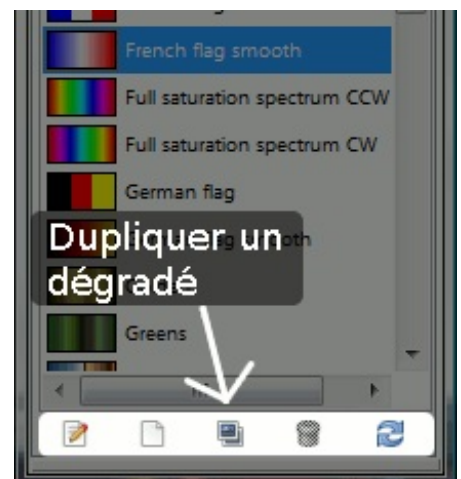 French flag smooth
Full saturation spectrum CCW
Full saturation spectrum CW
German flag
Dupliquer un
dégradé
Greens